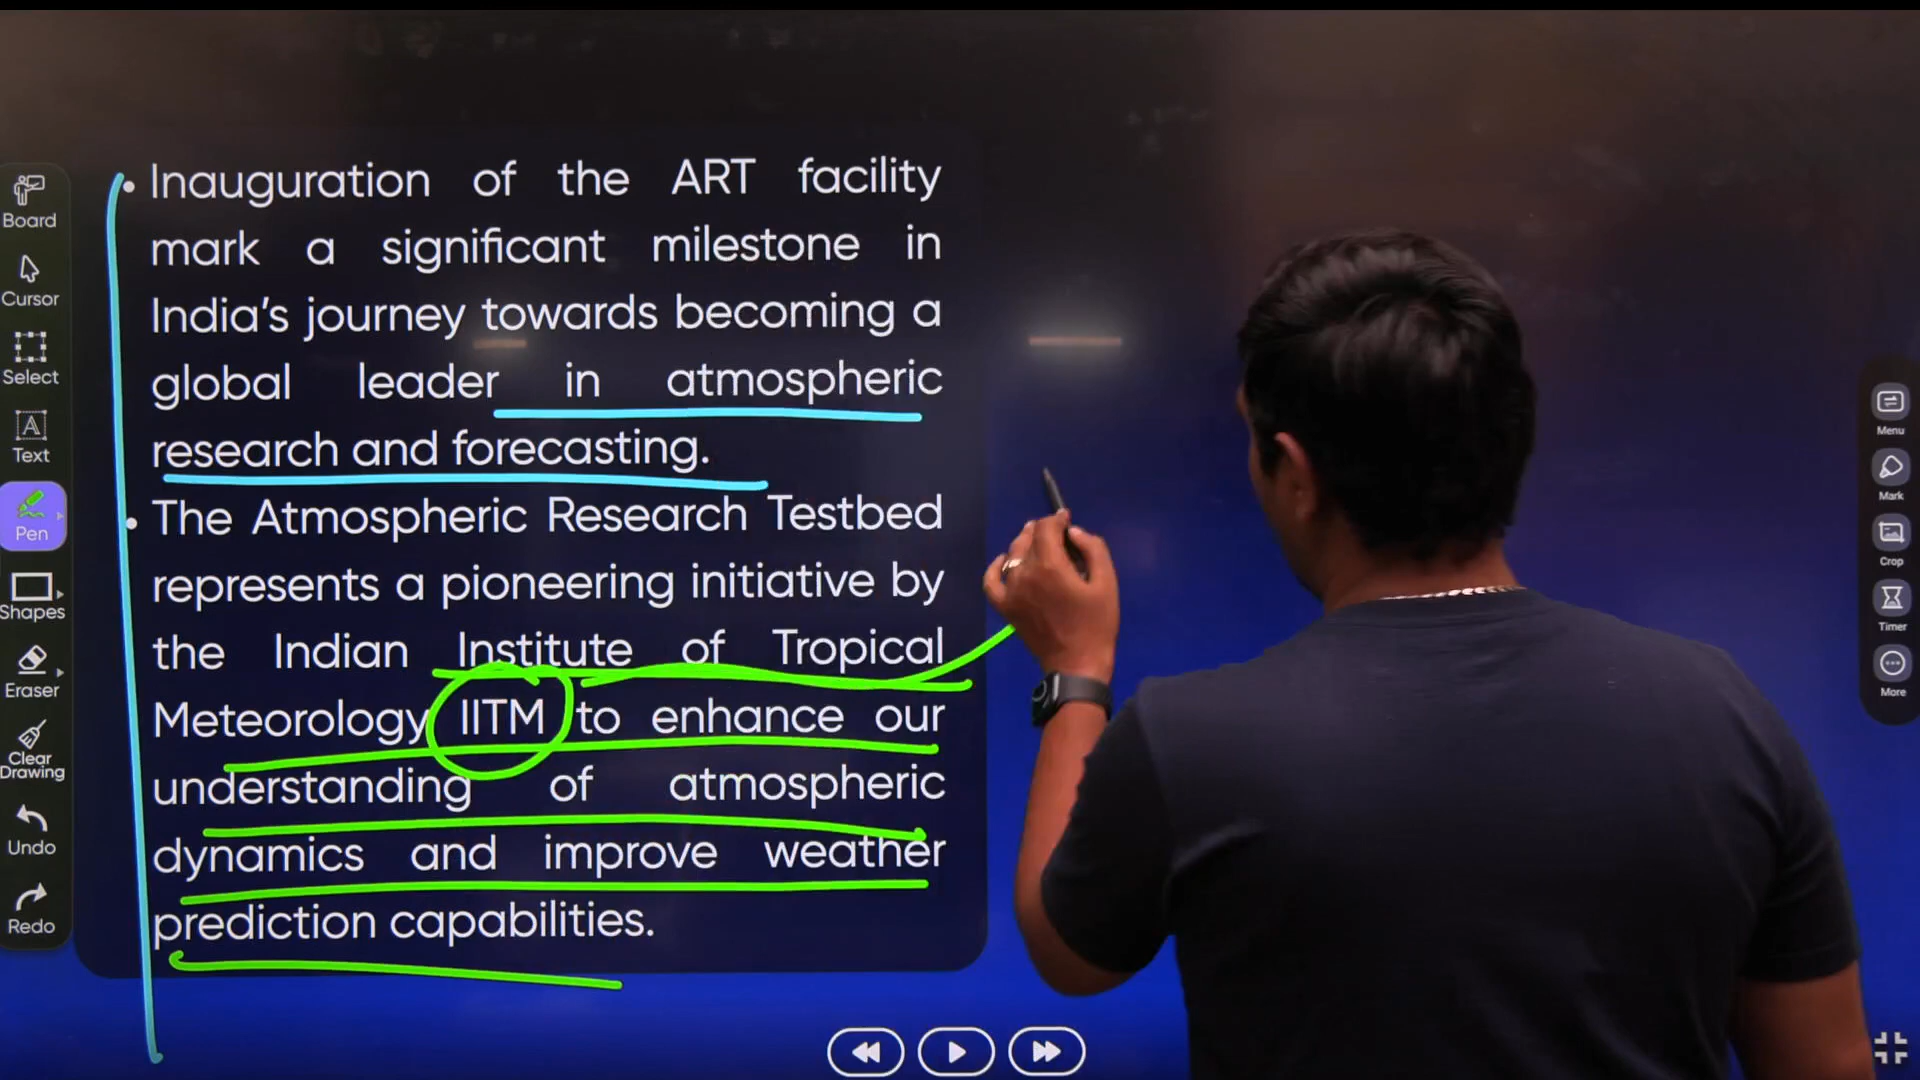 Inauguration of the ART facility
mark a significant milestone in
India's journey towards becoming a
global leader in atmospheric
research and forecasting.
The Atmospheric Research Testbed
represents a pioneering initiative by
the Indian Institute of Tropical
Meteorology IITM to enhance our
understanding of atmospheric
dynamics and improve weather
prediction capabilities.
Board
Cursor
Select
Text
Pen
Shapes
Eraser
Clear
Drawing
Undo
Redo
Menu
Mark
Crop
Timer
More